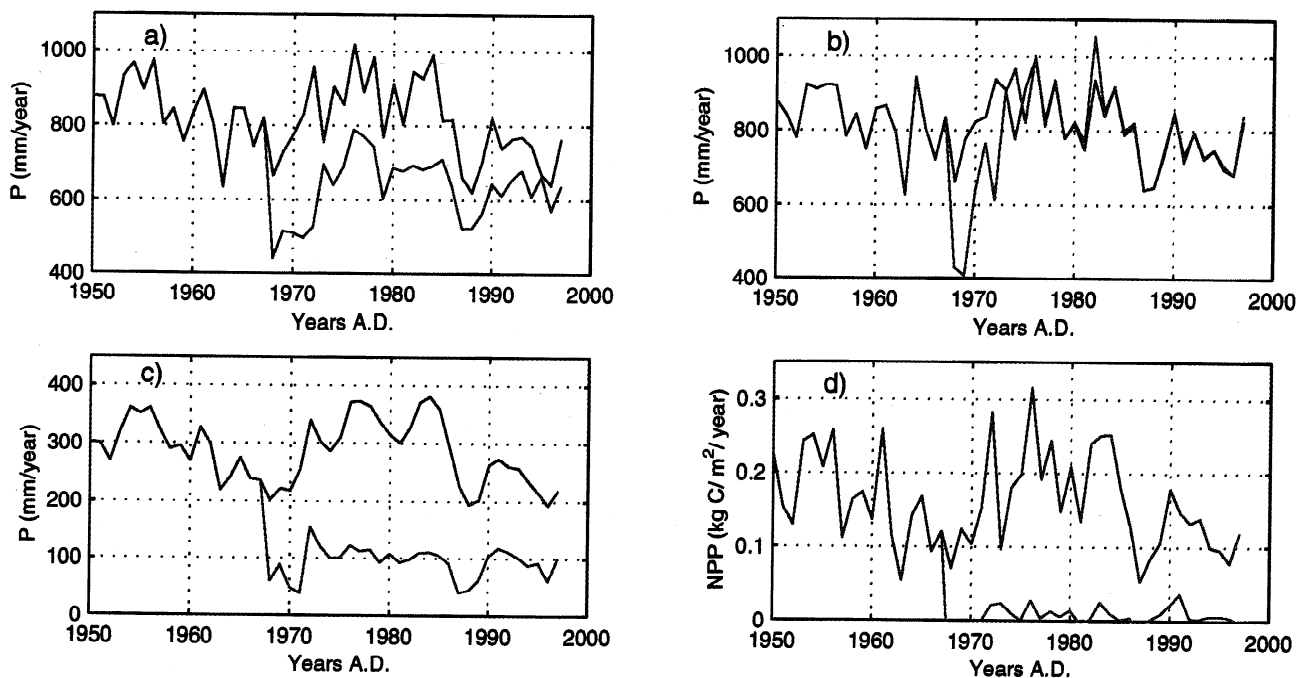 a)
P (mm/year)
1000
800
600
400
1950 1960 1970 1980 1990 2000
Years A.D.
b)
P (mm/year)
1000
800
600
400
1950 1960 1970 1980 1990 2000
Years A.D.
c)
P (mm/year)
400
300
200
100
0
1950 1960 1970 1980 1990 2000
Years A.D.
d)
NPP (kg C/ m²/ year)
0.3
0.2
0.1
0
1950 1960 1970 1980 1990 2000
Years A.D.